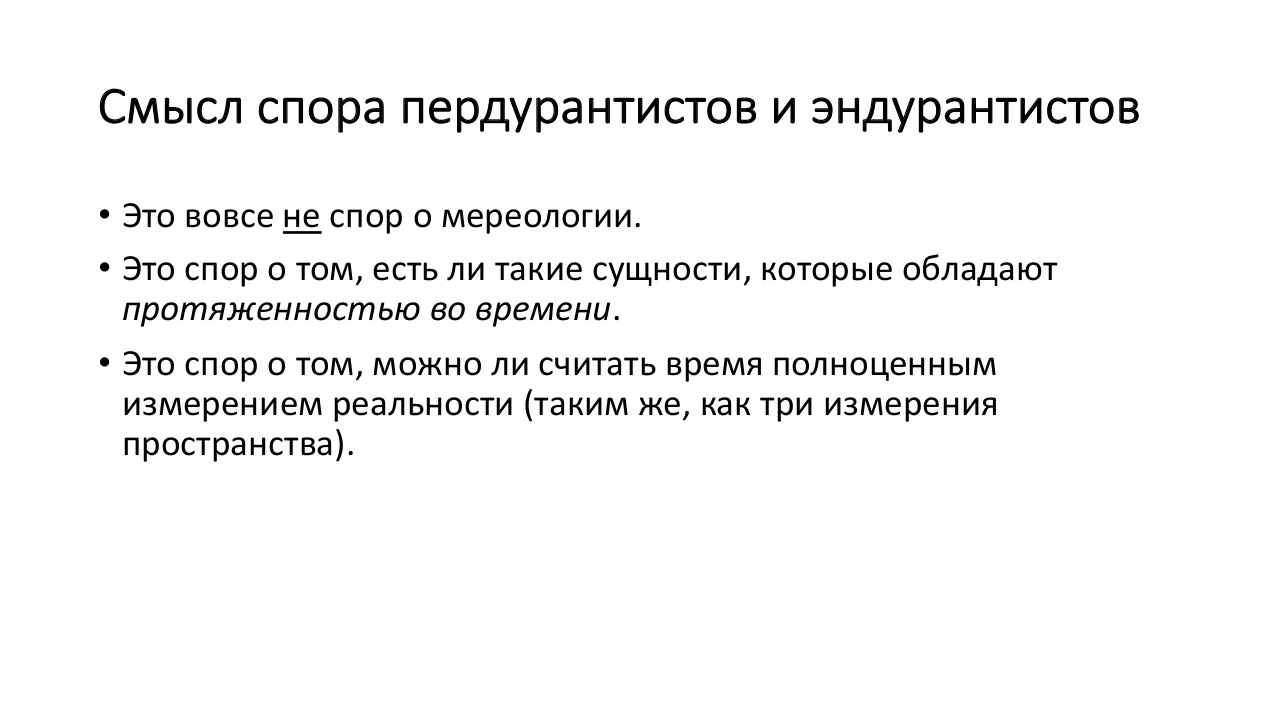 Смысл спора пердурантистов и эндурантистов
• Это вовсе не спор о мереологии.
• Это спор о том, есть ли такие сущности, которые обладают
протяженностью во времени.
• Это спор о том, можно ли считать время полноценным
измерением реальности (таким же, как три измерения
пространства).